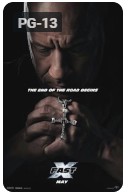 PG-13
THE END OF THE ROAD BEGINS
FAST X
MAY